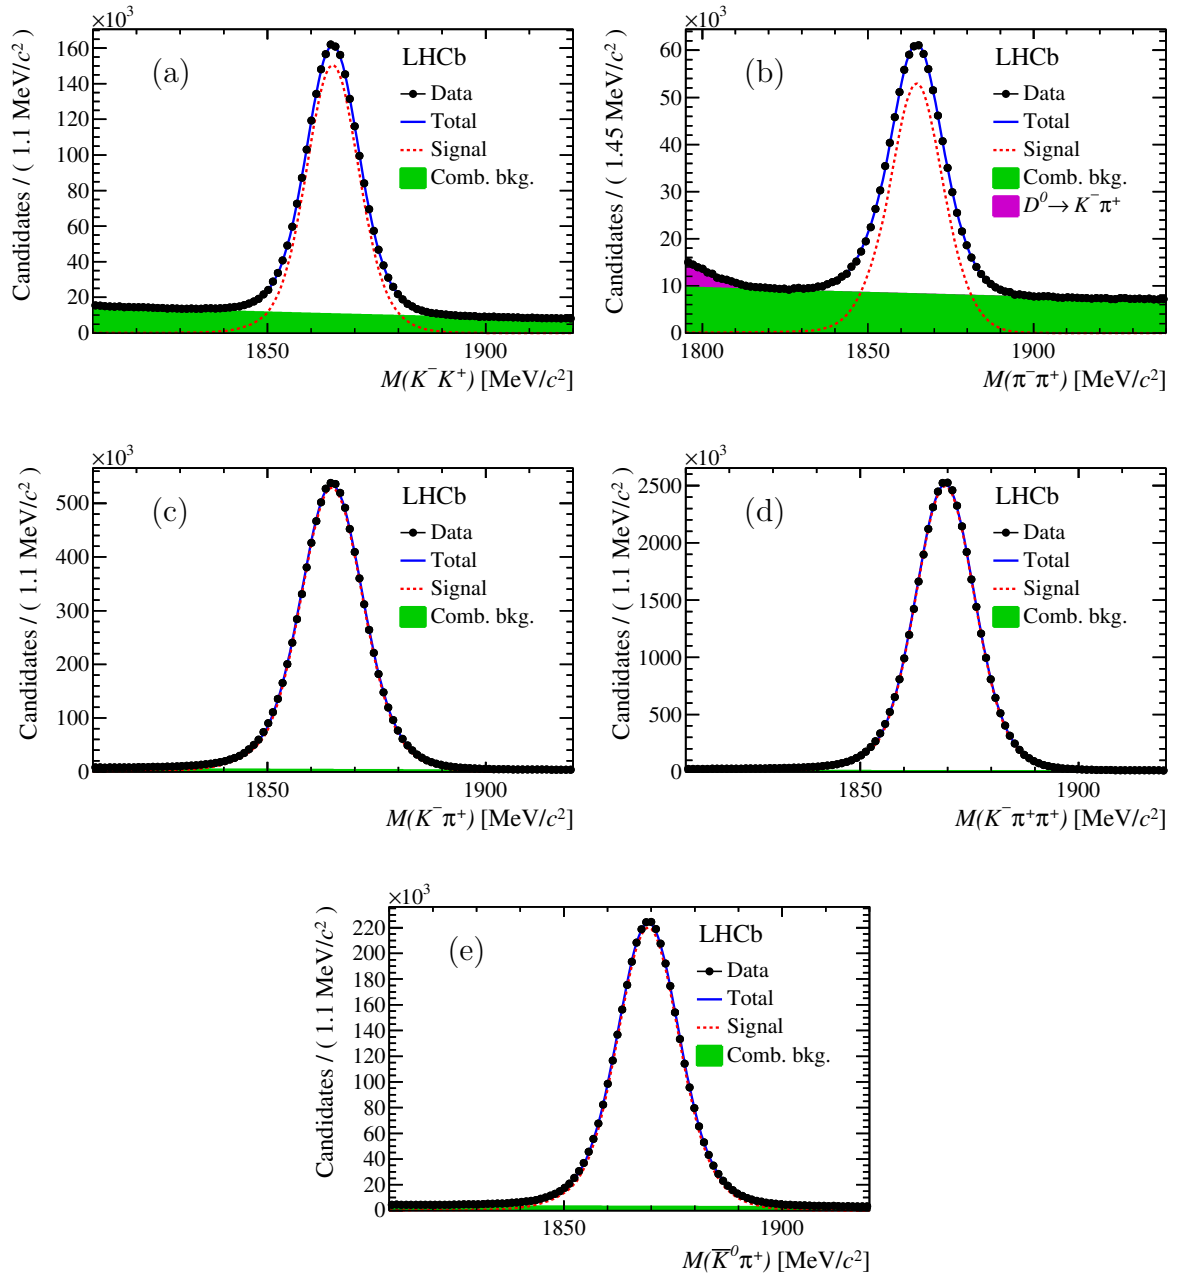 ×10³
Candidates / ( 1.1 MeV/c²)
160
140
120
100
80
60
40
20
0
(a)
LHCb
Data
Total
Signal
Comb. bkg.
1850
1900
M(K⁻K⁺) [MeV/c²]
×10³
Candidates / ( 1.45 MeV/c²)
60
50
40
30
20
10
0
(b)
LHCb
Data
Total
Signal
Comb. bkg.
D⁰→ K⁻π⁺
1800
1850
1900
M(π⁻π⁺) [MeV/c²]
×10³
Candidates / ( 1.1 MeV/c²)
500
400
300
200
100
0
(c)
LHCb
Data
Total
Signal
Comb. bkg.
1850
1900
M(K⁻π⁺) [MeV/c²]
×10³
Candidates / ( 1.1 MeV/c²)
2500
2000
1500
1000
500
0
(d)
LHCb
Data
Total
Signal
Comb. bkg.
1850
1900
M(K⁻π⁺π⁺) [MeV/c²]
×10³
Candidates / ( 1.1 MeV/c²)
220
200
180
160
140
120
100
80
60
40
20
0
(e)
LHCb
Data
Total
Signal
Comb. bkg.
1850
1900
M(K̅⁰π⁺) [MeV/c²]